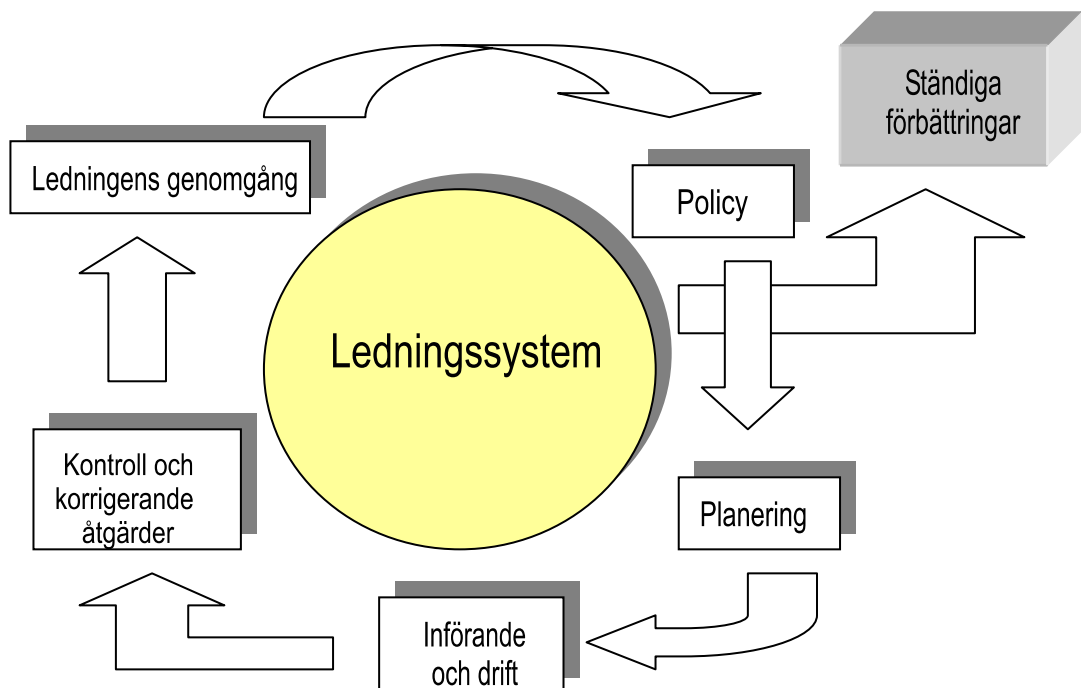 Ständiga
förbättringar
Ledningens genomgång
Policy
Ledningssystem
Kontroll och
korrigerande
åtgärder
Planering
Införande
och drift